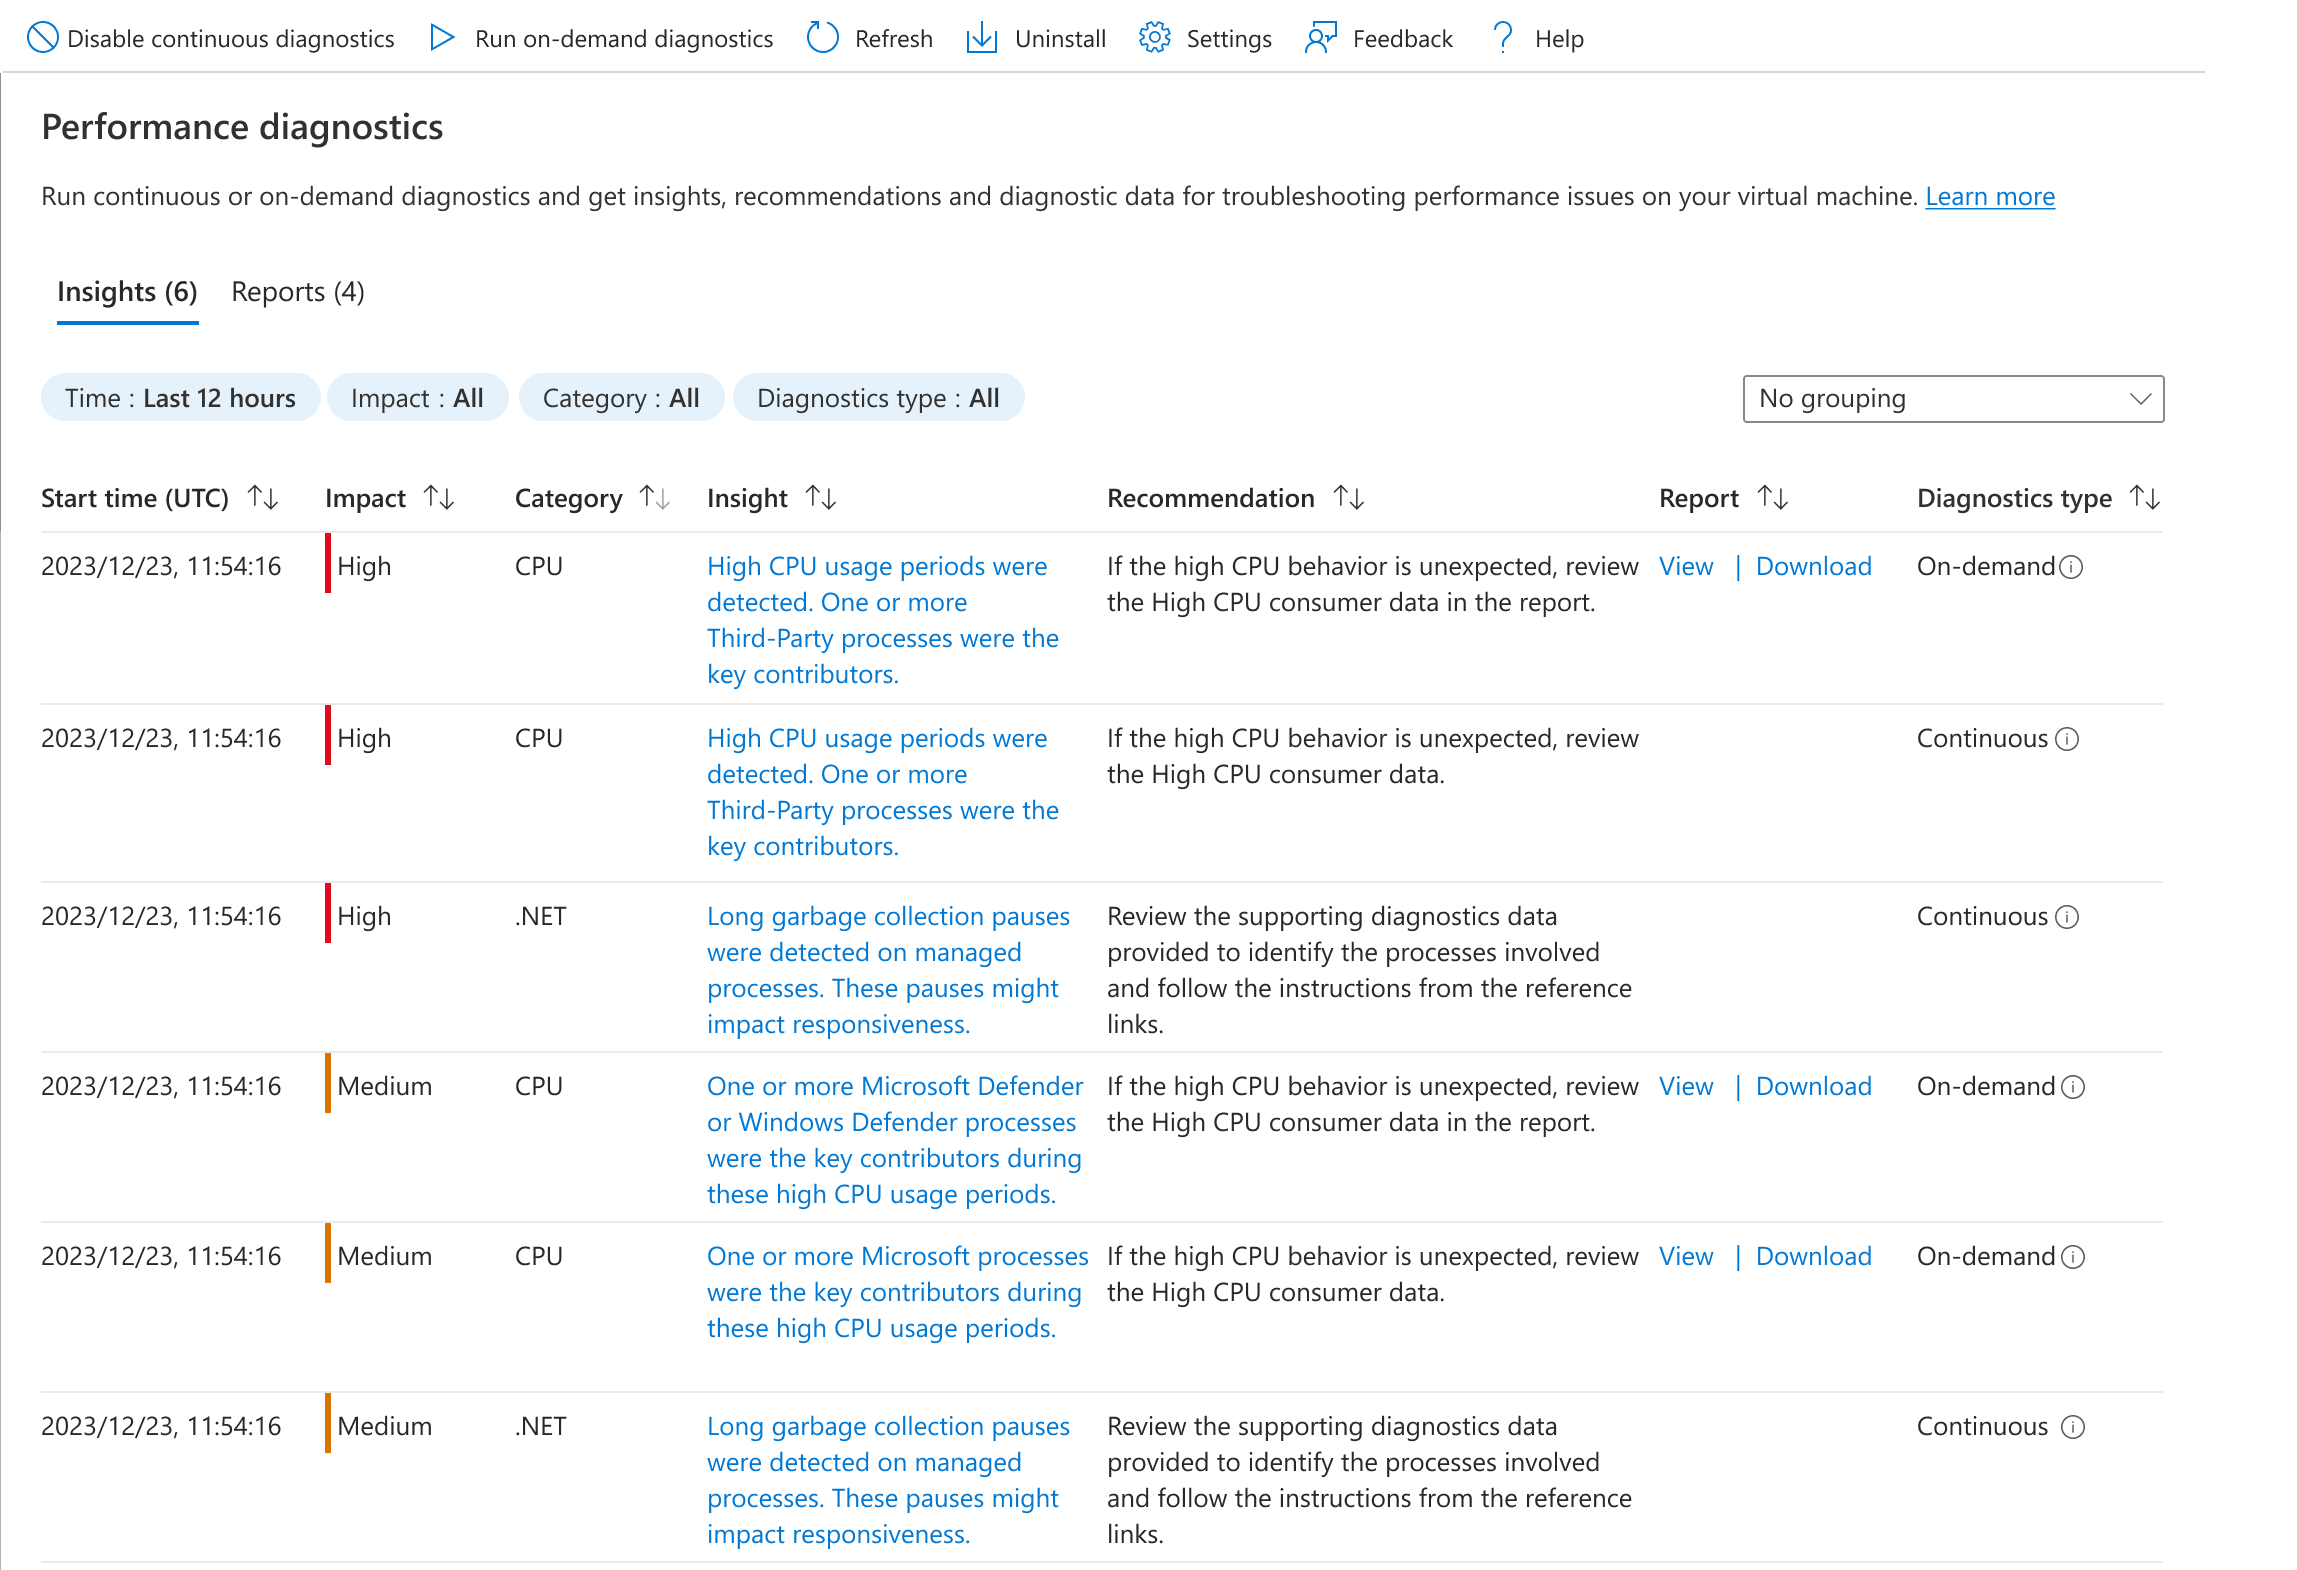 Disable continuous diagnostics Run on-demand diagnostics Refresh Uninstall Settings Feedback Help
Performance diagnostics
Run continuous or on-demand diagnostics and get insights, recommendations and diagnostic data for troubleshooting performance issues on your virtual machine. Learn more
Insights (6) Reports (4)
Time : Last 12 hours Impact : All Category : All Diagnostics type : All No grouping
Start time (UTC) Impact Category Insight Recommendation Report Diagnostics type
2023/12/23, 11:54:16 High CPU High CPU usage periods were If the high CPU behavior is unexpected, review View | Download On-demand
detected. One or more the High CPU consumer data in the report.
Third-Party processes were the
key contributors.
2023/12/23, 11:54:16 High CPU High CPU usage periods were If the high CPU behavior is unexpected, review Continuous
detected. One or more the High CPU consumer data.
Third-Party processes were the
key contributors.
2023/12/23, 11:54:16 High .NET Long garbage collection pauses Review the supporting diagnostics data Continuous
were detected on managed provided to identify the processes involved
processes. These pauses might and follow the instructions from the reference
impact responsiveness. links.
2023/12/23, 11:54:16 Medium CPU One or more Microsoft Defender If the high CPU behavior is unexpected, review View | Download On-demand
or Windows Defender processes the High CPU consumer data in the report.
were the key contributors during
these high CPU usage periods.
2023/12/23, 11:54:16 Medium CPU One or more Microsoft processes If the high CPU behavior is unexpected, review View | Download On-demand
were the key contributors during the High CPU consumer data.
these high CPU usage periods.
2023/12/23, 11:54:16 Medium .NET Long garbage collection pauses Review the supporting diagnostics data Continuous
were detected on managed provided to identify the processes involved
processes. These pauses might and follow the instructions from the reference
impact responsiveness. links.